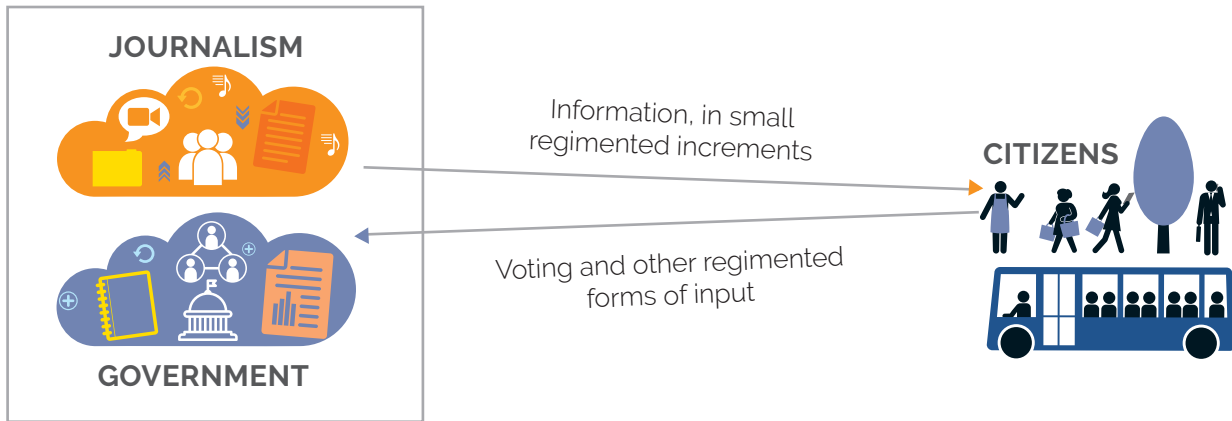 JOURNALISM
Information, in small
regimented increments
CITIZENS
Voting and other regimented
forms of input
GOVERNMENT